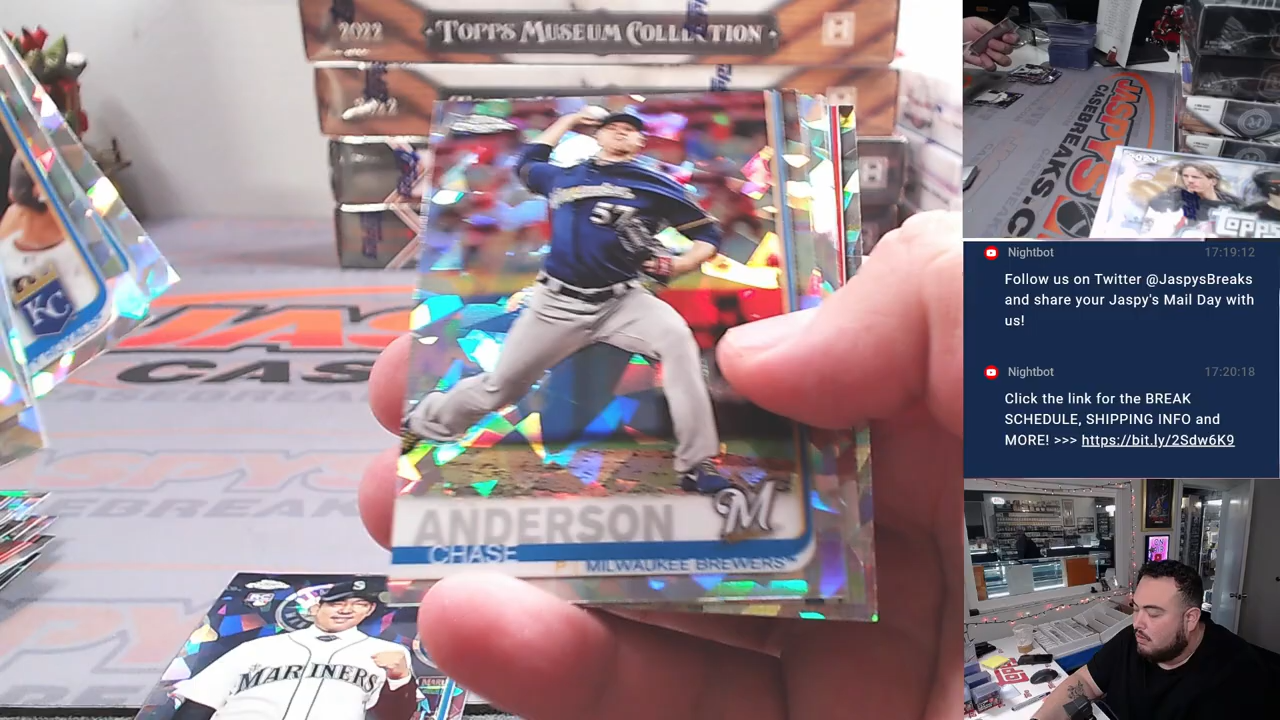 2022 TOPPS MUSEUM COLLECTION H
57
ANDERSON
CHASE
P MILWAUKEE BREWERS
M
KC
MARINERS
JASPYS
CASEBREAKS.C
TOPPS
Nightbot 17:19:12
Follow us on Twitter @JaspysBreaks
and share your Jaspy's Mail Day with
us!
Nightbot 17:20:18
Click the link for the BREAK
SCHEDULE, SHIPPING INFO and
MORE! >>> https://bit.ly/2Sdw6K9